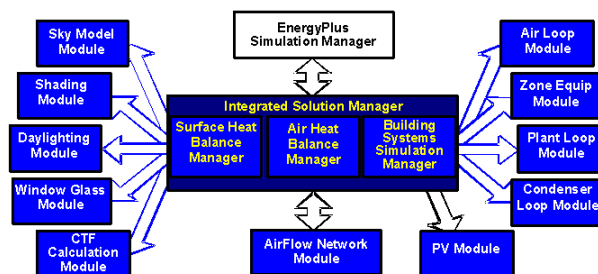 EnergyPlus
Simulation Manager
Sky Model
Module
Shading
Module
Daylighting
Module
Window Glass
Module
CTF
Calculation
Module
Integrated Solution Manager
Surface Heat
Balance
Manager
Air Heat
Balance
Manager
Building
Systems
Simulation
Manager
Air Loop
Module
Zone Equip
Module
Plant Loop
Module
Condenser
Loop Module
AirFlow Network
Module
PV Module